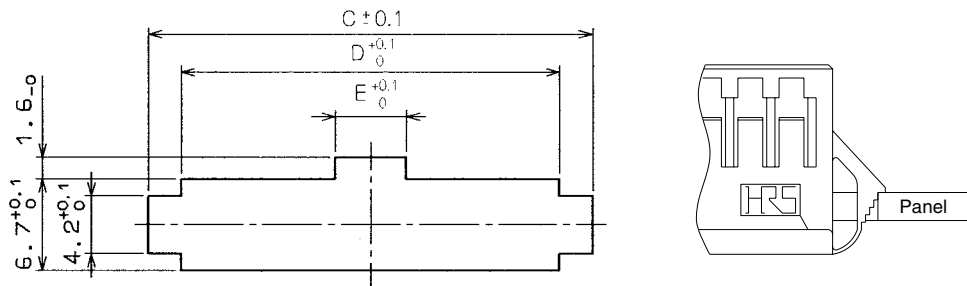 C ± 0.1
D +0.1 0
E +0.1 0
1.6 -0
6.7 +0.1 0
4.2 +0.1 0
HRS
Panel